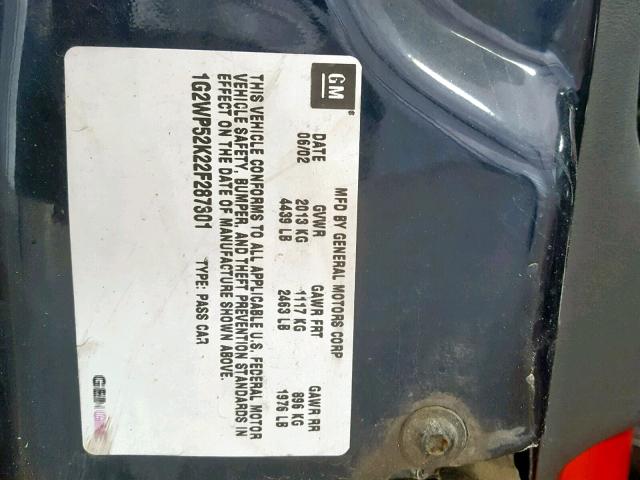 GM
MFD BY GENERAL MOTORS CORP
DATE GVWR GAWR FRT GAWR RR
06/02 2013 KG 1117 KG 896 KG
4439 LB 2463 LB 1976 LB
THIS VEHICLE CONFORMS TO ALL APPLICABLE U.S. FEDERAL MOTOR
VEHICLE SAFETY, BUMPER, AND THEFT PREVENTION STANDARDS IN
EFFECT ON THE DATE OF MANUFACTURE SHOWN ABOVE.
1G2WP52K22F287301 TYPE: PASS CAR